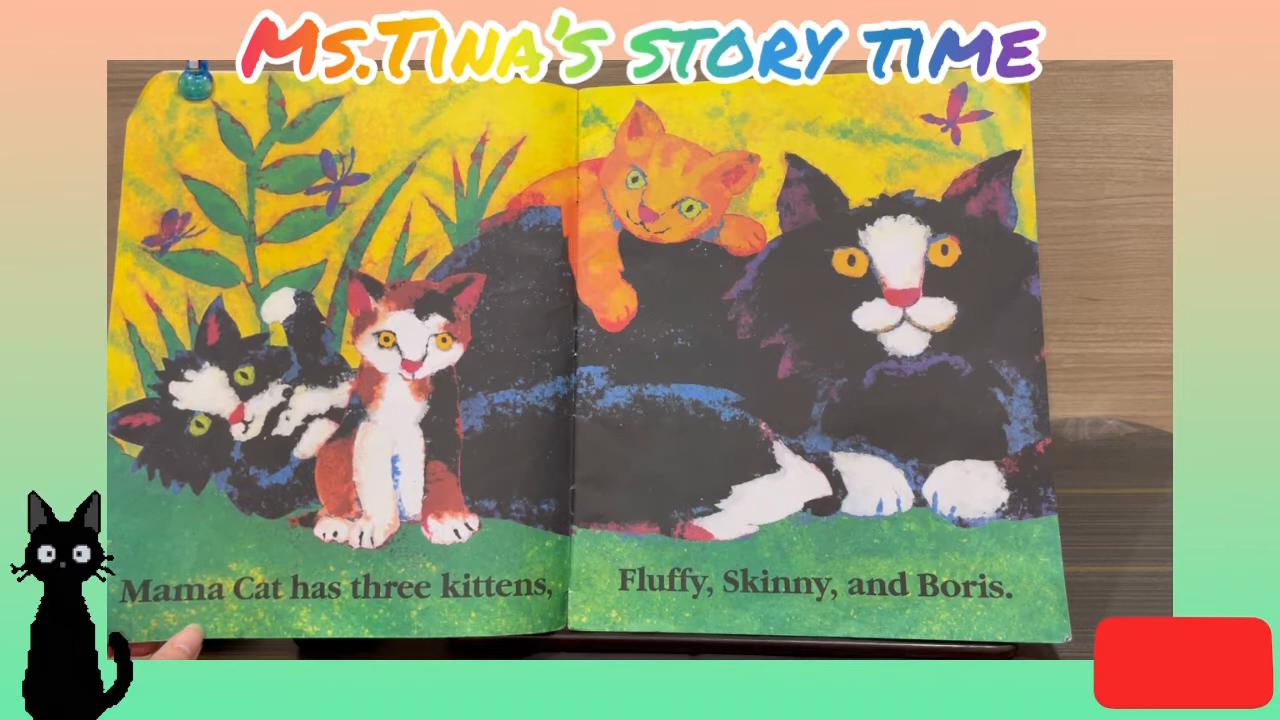 Ms.Tina's story time
Mama Cat has three kittens,
Fluffy, Skinny, and Boris.